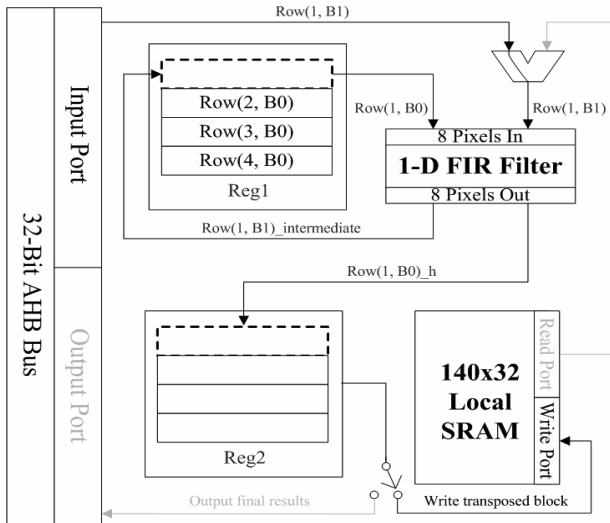 Row(1, B1)
32-Bit AHB Bus
Input Port
Output Port
Row(2, B0)
Row(3, B0)
Row(4, B0)
Reg1
Row(1, B0)
Row(1, B1)
8 Pixels In
1-D FIR Filter
8 Pixels Out
Row(1, B1)_intermediate
Row(1, B0)_h
Reg2
140x32
Local
SRAM
Read Port
Write Port
Output final results
Write transposed block